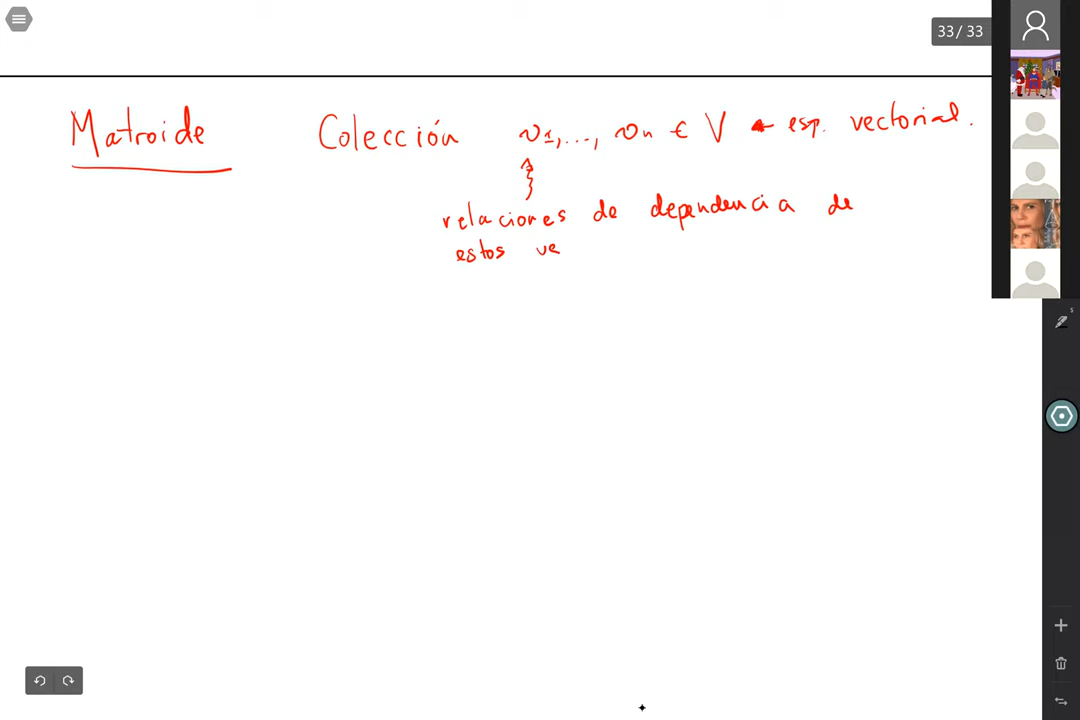 33 / 33
Matroide Colección v1,..., vn ∈ V ← esp. vectorial.
relaciones de dependencia de
estos ve